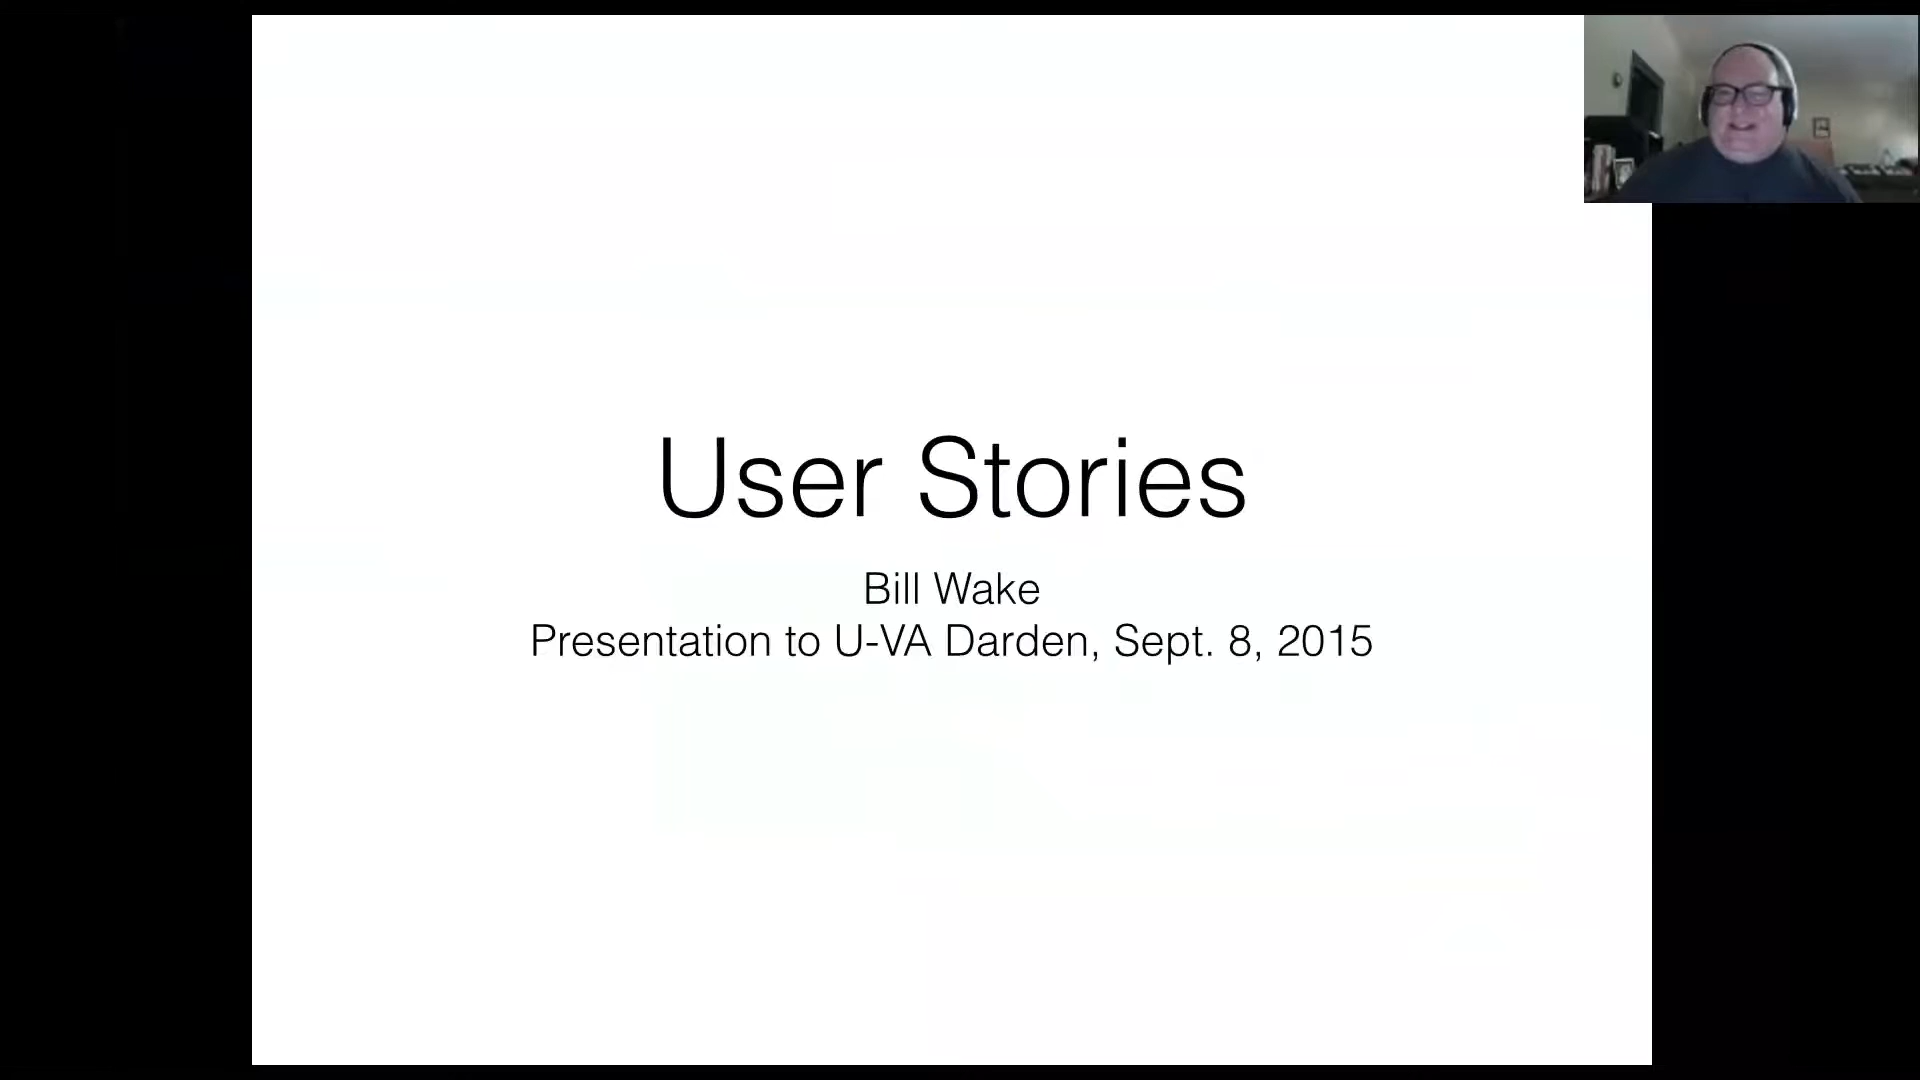 User Stories
Bill Wake
Presentation to U-VA Darden, Sept. 8, 2015